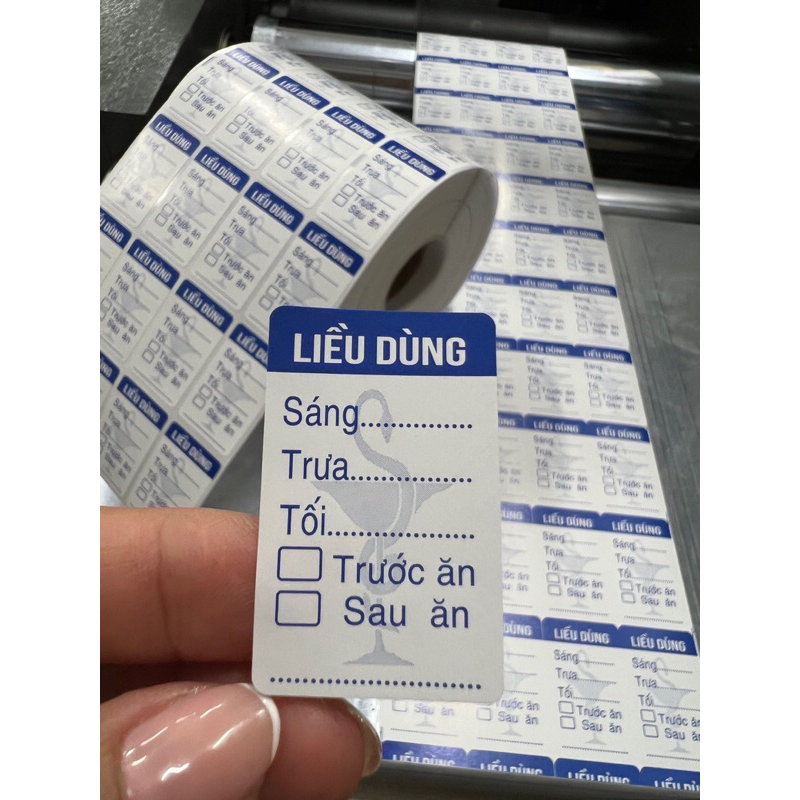 LIỀU DÙNG
Sáng................
Trưa.................
Tối....................
Trước ăn
Sau ăn
................................